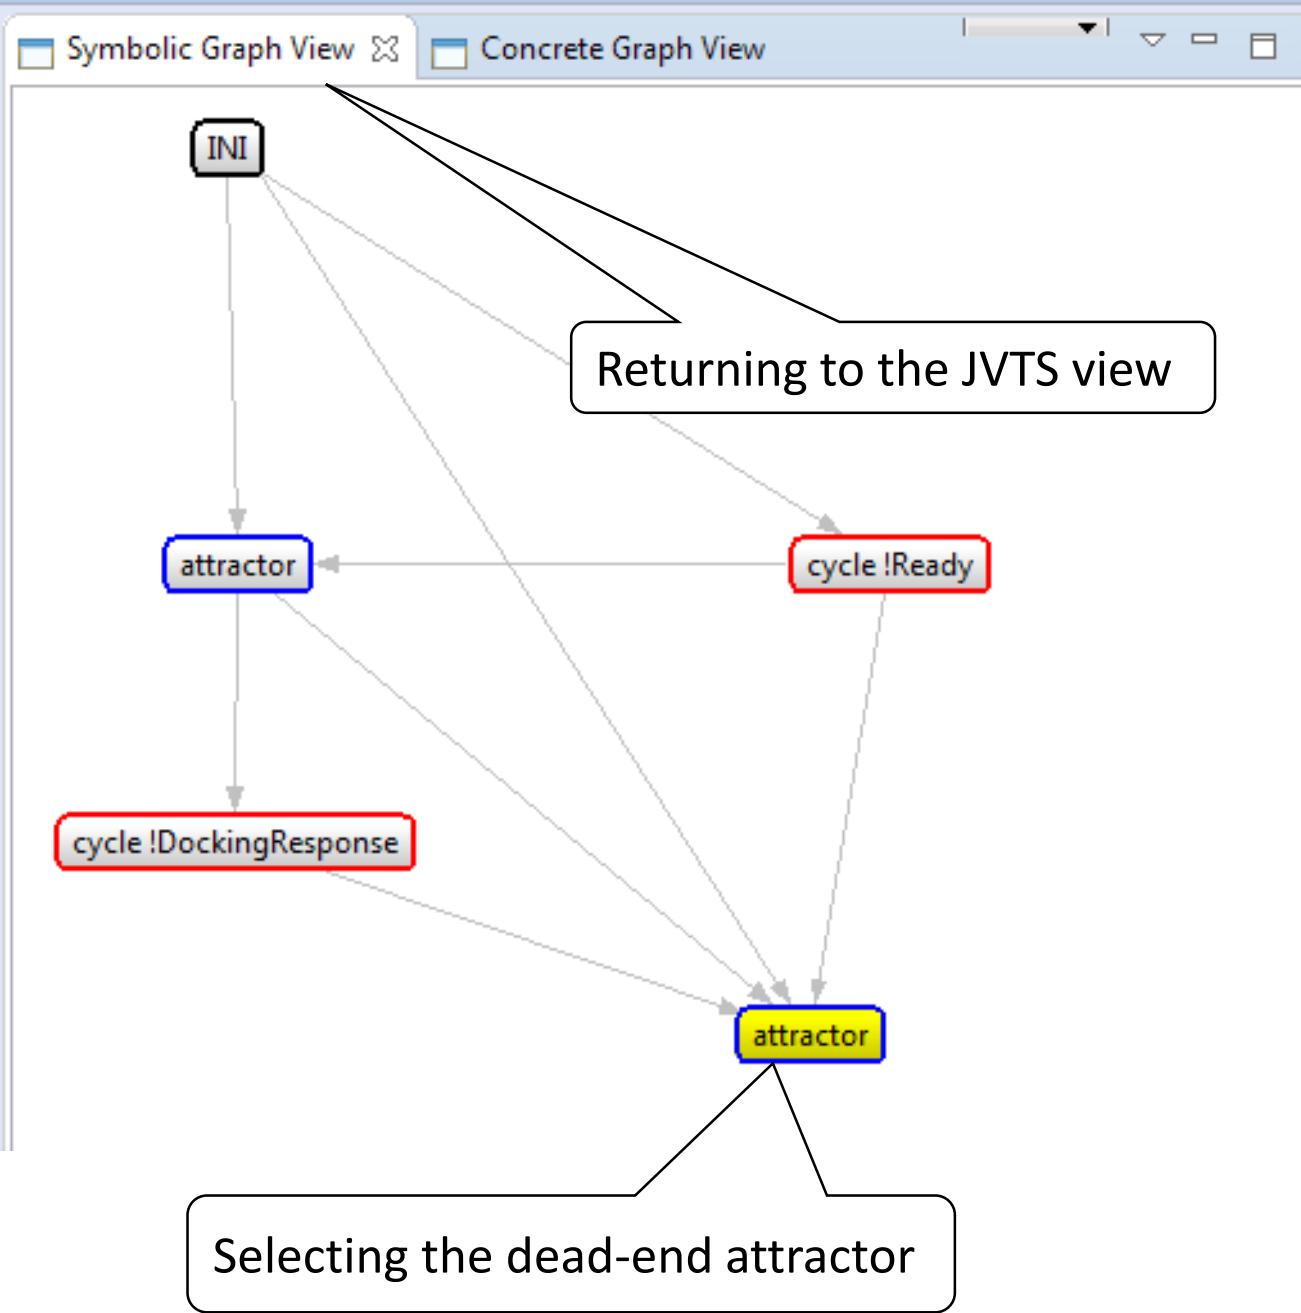 Symbolic Graph View
Concrete Graph View
INI
Returning to the JVTS view
attractor
cycle !Ready
cycle !DockingResponse
attractor
Selecting the dead-end attractor